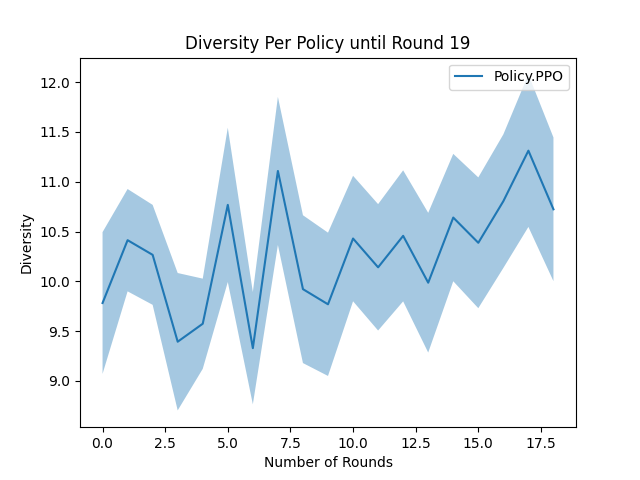 Diversity Per Policy until Round 19
Policy.PPO
12.0
11.5
11.0
10.5
10.0
9.5
9.0
Diversity
0.0 2.5 5.0 7.5 10.0 12.5 15.0 17.5
Number of Rounds